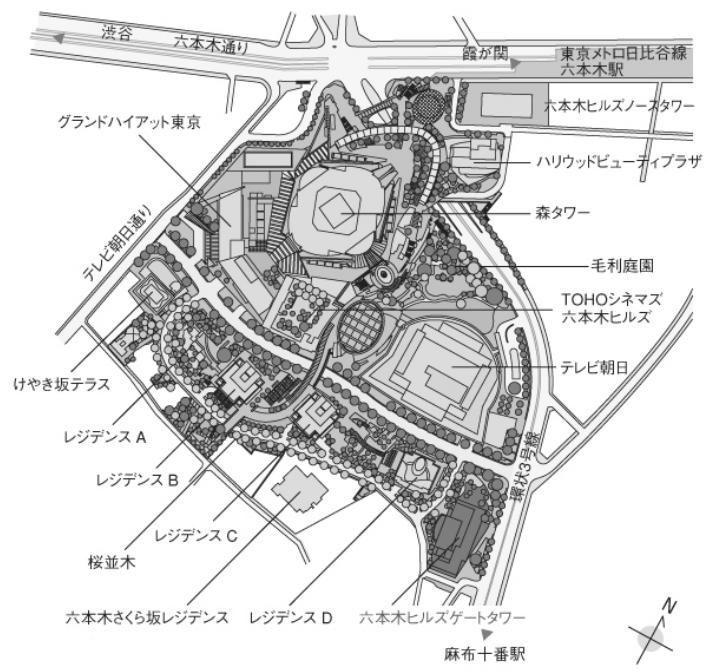 渋谷
六本木通り
霞が関
東京メトロ日比谷線
六本木駅
六本木ヒルズノースタワー
グランドハイアット東京
ハリウッドビューティプラザ
森タワー
テレビ朝日通り
毛利庭園
TOHOシネマズ
六本木ヒルズ
テレビ朝日
けやき坂テラス
レジデンス A
レジデンス B
環状3号線
レジデンス C
桜並木
六本木さくら坂レジデンス
レジデンス D
六本木ヒルズゲートタワー
麻布十番駅
N